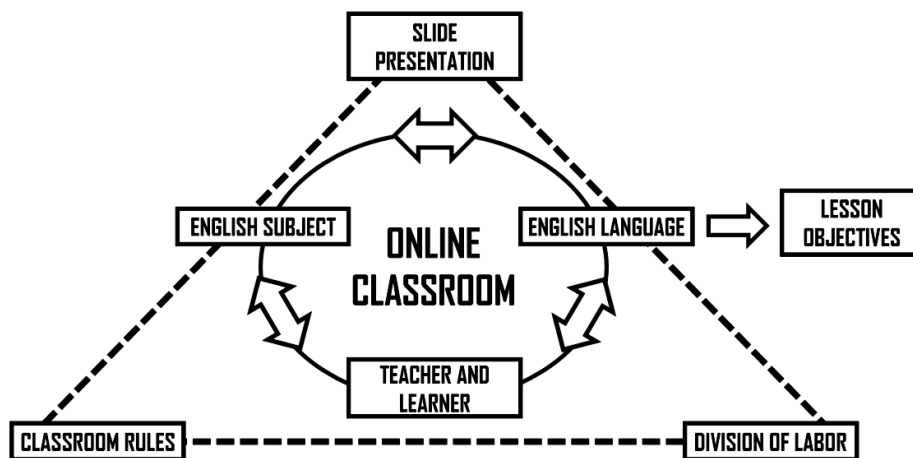 SLIDE
PRESENTATION
ENGLISH SUBJECT
ENGLISH LANGUAGE
LESSON
OBJECTIVES
ONLINE
CLASSROOM
TEACHER AND
LEARNER
CLASSROOM RULES
DIVISION OF LABOR